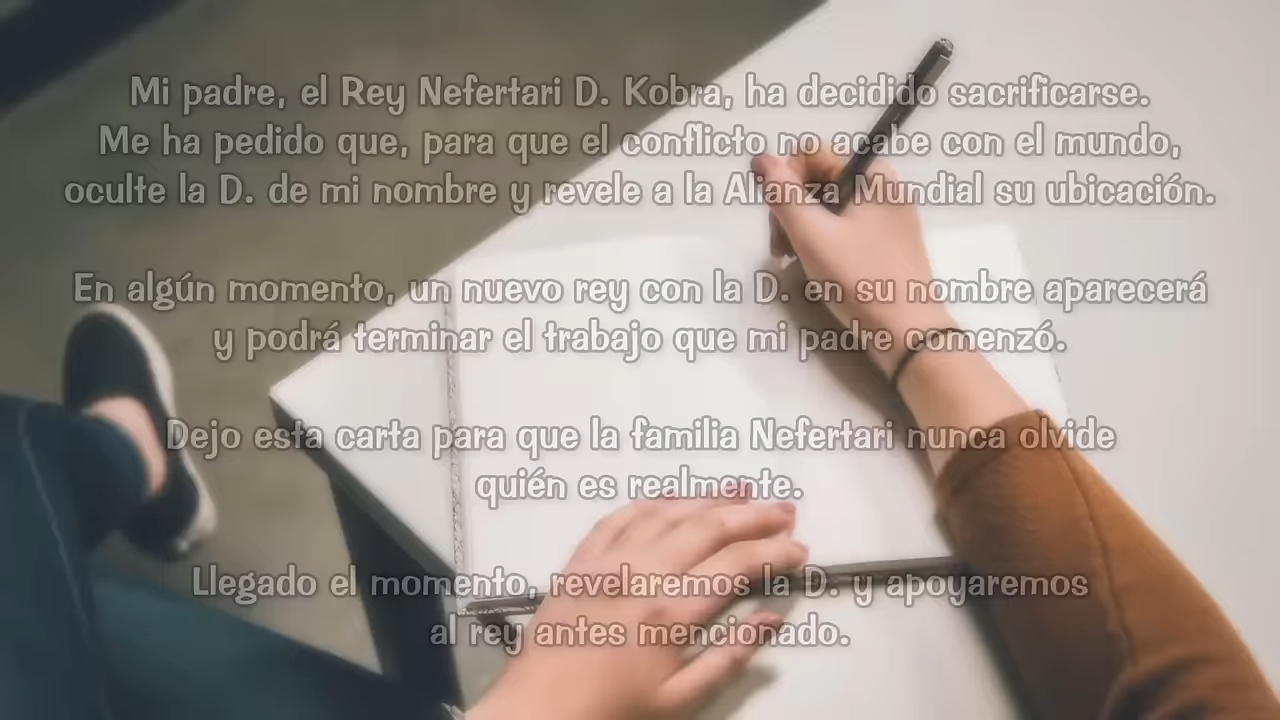 Mi padre, el Rey Nefertari D. Kobra, ha decidido sacrificarse.
Me ha pedido que, para que el conflicto no acabe con el mundo,
oculte la D. de mi nombre y revele a la Alianza Mundial su ubicación.
En algún momento, un nuevo rey con la D. en su nombre aparecerá
y podrá terminar el trabajo que mi padre comenzó.
Dejo esta carta para que la familia Nefertari nunca olvide
quién es realmente.
Llegado el momento, revelaremos la D. y apoyaremos
al rey antes mencionado.